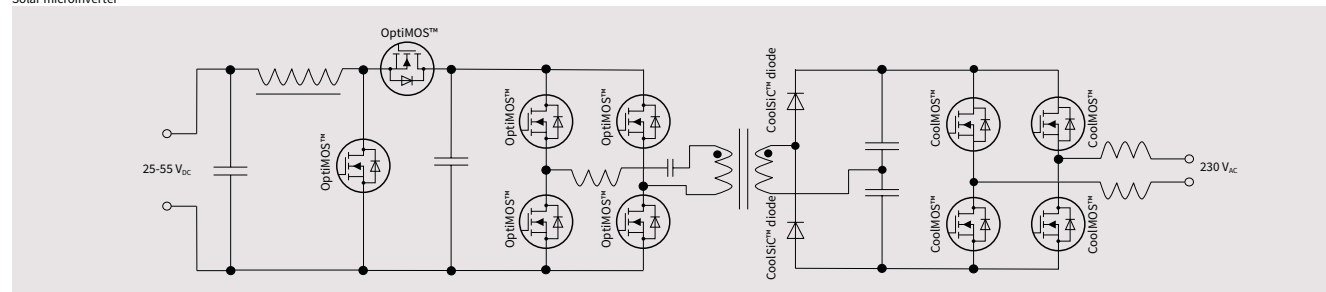 Solar microinverter
OptiMOS™
25-55 V_DC
OptiMOS™
OptiMOS™
OptiMOS™
OptiMOS™
OptiMOS™
CoolSiC™ diode
CoolSiC™ diode
CoolMOS™
CoolMOS™
CoolMOS™
CoolMOS™
230 V_AC